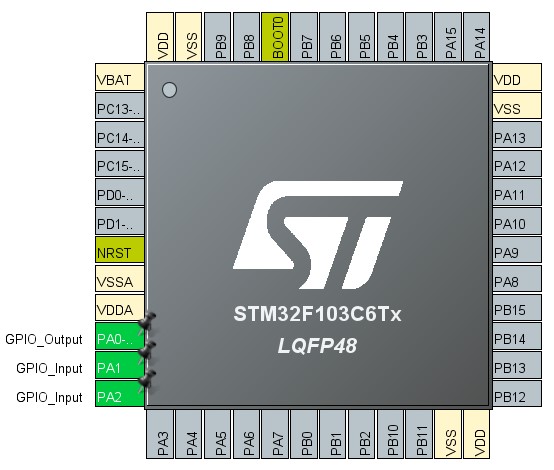 VDD VSS PB9 PB8 BOOT0 PB7 PB6 PB5 PB4 PB3 PA15 PA14
VBAT VDD
PC13-.. VSS
PC14-.. PA13
PC15-.. PA12
PD0-.. PA11
PD1-.. PA10
NRST PA9
VSSA PA8
VDDA PB15
GPIO_Output PA0-.. PB14
GPIO_Input PA1 PB13
GPIO_Input PA2 PB12
ST
STM32F103C6Tx
LQFP48
PA3 PA4 PA5 PA6 PA7 PB0 PB1 PB2 PB10 PB11 VSS VDD